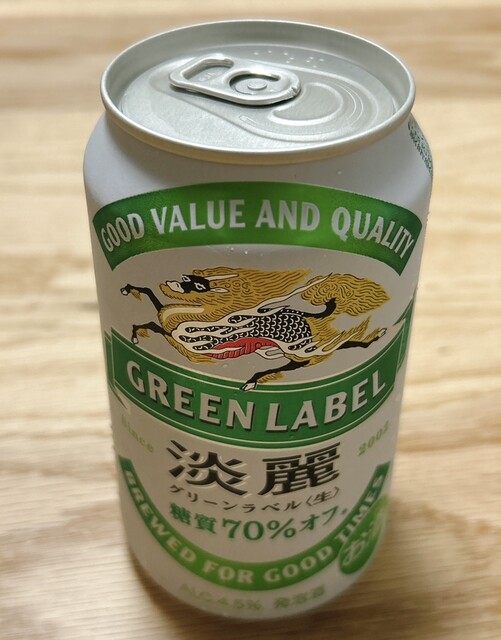 GOOD VALUE AND QUALITY
GREEN LABEL
Since 2002
淡麗
グリーンラベル〈生〉
糖質70%オフ※
BREWED FOR GOOD TIMES
ALC.4.5% 発泡酒